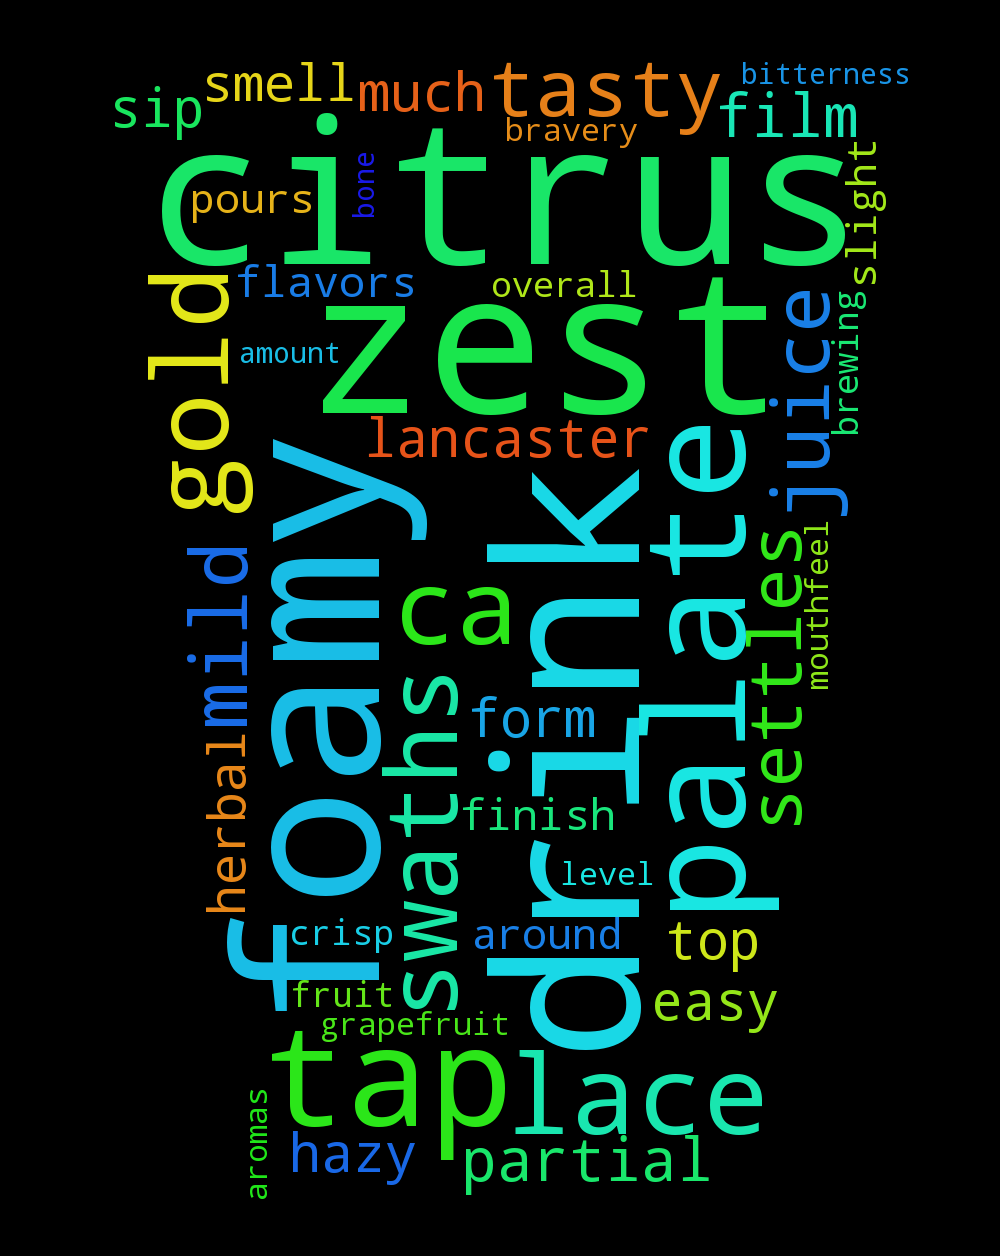 bitterness
smell
much
tasty
sip
film
bravery
citrus
slight
bone
pours
flavors
overall
gold
zest
juice
brewing
amount
lancaster
palate
foamy
drink
settles
mouthfeel
mild
ca
swaths
form
herbal
finish
level
crisp
around
top
fruit
easy
grapefruit
tap
lace
aromas
hazy
partial